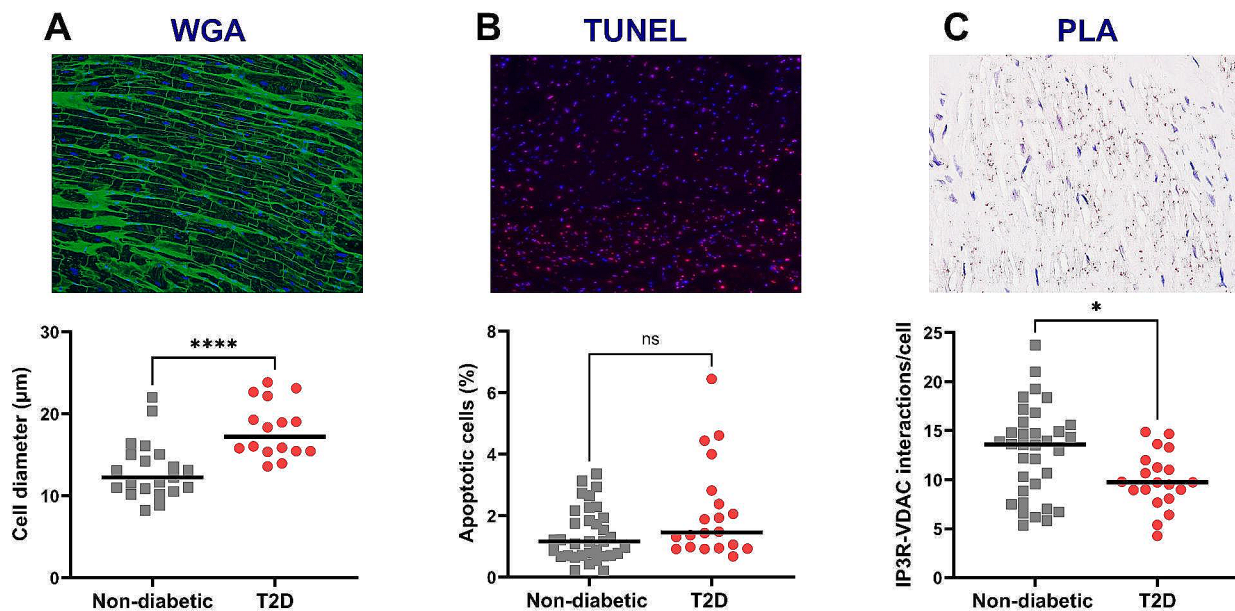 A WGA
B TUNEL
C PLA
Cell diameter (µm)
30
20
10
0
****
Non-diabetic T2D
Apoptotic cells (%)
8
6
4
2
0
ns
Non-diabetic T2D
IP3R-VDAC interactions/cell
25
20
15
10
5
0
*
Non-diabetic T2D